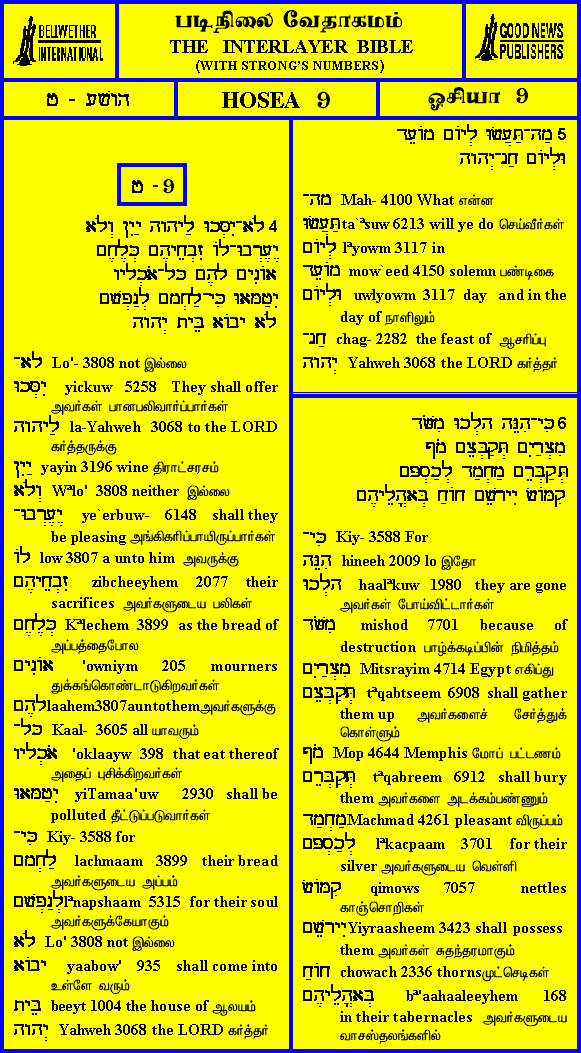 BELLWETHER
INTERNATIONAL
படிநிலை வேதாகமம்
THE INTERLAYER BIBLE
(WITH STRONG'S NUMBERS)
GOOD NEWS
PUBLISHERS
הושע - ט
HOSEA 9
ஓசியா 9
ט - 9
4 לֹא־יִסְּכוּ לַיהוָה יַיִן וְלֹא
יֶעֶרְבוּ־לוֹ זִבְחֵיהֶם כְּלֶחֶם
אוֹנִים לָהֶם כָּל־אֹכְלָיו
יִטַּמָּאוּ כִּי־לַחְמָם לְנַפְשָׁם
לֹא יָבוֹא בֵּית יְהוָה
לֹא־ Lo'- 3808 not இல்லை
יִסְּכוּ yickuw 5258 They shall offer
அவர்கள் பானபலிவார்ப்பார்கள்
לַיהוָה la-Yahweh 3068 to the LORD
கர்த்தருக்கு
יַיִן yayin 3196 wine திராட்சரசம்
וְלֹא Wªlo' 3808 neither இல்லை
יֶעֶרְבוּ־ ye`erbuw- 6148 shall they
be pleasing அங்கிகரிப்பாயிருப்பார்கள்
לוֹ low 3807 a unto him அவருக்கு
זִבְחֵיהֶם zibcheeyhem 2077 their
sacrifices அவர்களுடைய பலிகள்
כְּלֶחֶם Kªlechem 3899 as the bread of
அப்பத்தைபோல
אוֹנִים 'owniym 205 mourners
துக்கங்கொண்டாடுகிறவர்கள்
לָהֶם laahem3807auntothemஅவர்களுக்கு
כָּל־ Kaal- 3605 all யாவரும்
אֹכְלָיו 'oklaayw 398 that eat thereof
அதைப் புசிக்கிறவர்கள்
יִטַּמָּאוּ yiTamaa'uw 2930 shall be
polluted தீட்டுப்படுவார்கள்
כִּי־ Kiy- 3588 for
לַחְמָם lachmaam 3899 their bread
அவர்களுடைய அப்பம்
לְנַפְשָׁם lªnapshaam 5315 for their soul
அவர்களுக்கேயாகும்
לֹא Lo' 3808 not இல்லை
יָבוֹא yaabow' 935 shall come into
உள்ளே வரும்
בֵּית beeyt 1004 the house of ஆலயம்
יְהוָה Yahweh 3068 the LORD கர்த்தர்
5 מַה־תַּעֲשׂוּ לְיוֹם מוֹעֵד
וּלְיוֹם חַג־יְהוָה
מַה־ Mah- 4100 What என்ன
תַּעֲשׂוּ ta`ªsuw 6213 will ye do செய்வீர்கள்
לְיוֹם lªyowm 3117 in
מוֹעֵד mow`eed 4150 solemn பண்டிகை
וּלְיוֹם uwlyowm 3117 day and in the
day of நாளிலும்
חַג־ chag- 2282 the feast of ஆசரிப்பு
יְהוָה Yahweh 3068 the LORD கர்த்தர்
6 כִּי־הִנֵּה הָלְכוּ מִשֹּׁד
מִצְרַיִם תְּקַבְּצֵם מֹף
תְּקַבְּרֵם מַחְמַד לְכַסְפָּם
קִמּוֹשׂ יִירָשֵׁם חוֹחַ בְּאָהֳלֵיהֶם
כִּי־ Kiy- 3588 For
הִנֵּה hineeh 2009 lo இதோ
הָלְכוּ haalªkuw 1980 they are gone
அவர்கள் போய்விட்டார்கள்
מִשֹּׁד mishod 7701 because of
destruction பாழ்க்கடிப்பின் நிமித்தம்
מִצְרַיִם Mitsrayim 4714 Egypt எகிப்து
תְּקַבְּצֵם tªqabtseem 6908 shall gather
them up அவர்களைச் சேர்த்துக்
கொள்ளும்
מֹף Mop 4644 Memphis மோப் பட்டணம்
תְּקַבְּרֵם tªqabreem 6912 shall bury
them அவர்களை அடக்கம்பண்ணும்
מַחְמַד Machmad 4261 pleasant விருப்பம்
לְכַסְפָּם lªkacpaam 3701 for their
silver அவர்களுடைய வெள்ளி
קִמּוֹשׂ qimows 7057 nettles
காஞ்சொறிகள்
יִירָשֵׁם Yiyraasheem 3423 shall possess
them அவர்கள் சுதந்தரமாகும்
חוֹחַ chowach 2336 thornsமுட்செடிகள்
בְּאָהֳלֵיהֶם bª'aahaaleeyhem 168
in their tabernacles அவர்களுடைய
வாசஸ்தலங்களில்